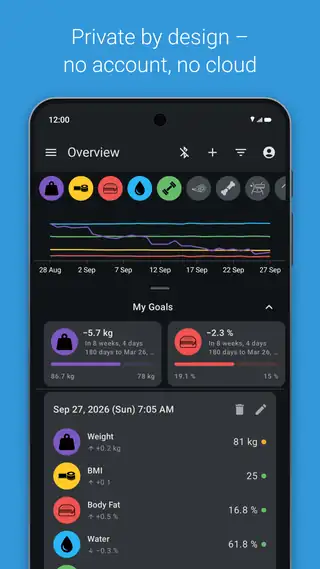 Private by design –
no account, no cloud
12:00
Overview
28 Aug 2 Sep 7 Sep 12 Sep 17 Sep 22 Sep 27 Sep
My Goals
−5.7 kg
In 8 weeks, 4 days
180 days to Mar 26, ...
86.7 kg 78 kg
−2.3 %
In 8 weeks, 4 days
180 days to Mar 26, ...
19.1 % 15 %
Sep 27, 2026 (Sun) 7:05 AM
Weight
+0.2 kg
81 kg
BMI
+0.1
25
Body Fat
+0.5 %
16.8 %
Water
−0.3 %
61.8 %